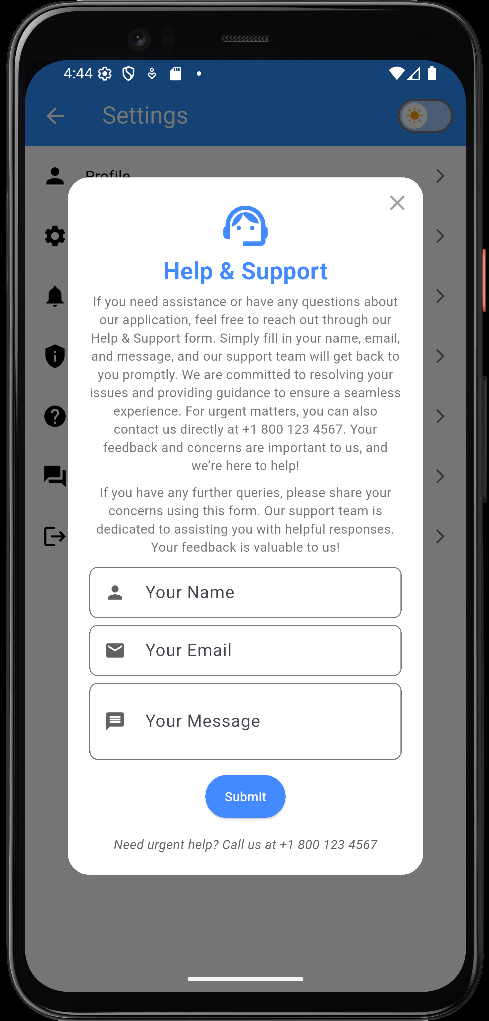 4:44
Settings
Profile
Help & Support
If you need assistance or have any questions about
our application, feel free to reach out through our
Help & Support form. Simply fill in your name, email,
and message, and our support team will get back to
you promptly. We are committed to resolving your
issues and providing guidance to ensure a seamless
experience. For urgent matters, you can also
contact us directly at +1 800 123 4567. Your
feedback and concerns are important to us, and
we're here to help!
If you have any further queries, please share your
concerns using this form. Our support team is
dedicated to assisting you with helpful responses.
Your feedback is valuable to us!
Your Name
Your Email
Your Message
Submit
Need urgent help? Call us at +1 800 123 4567